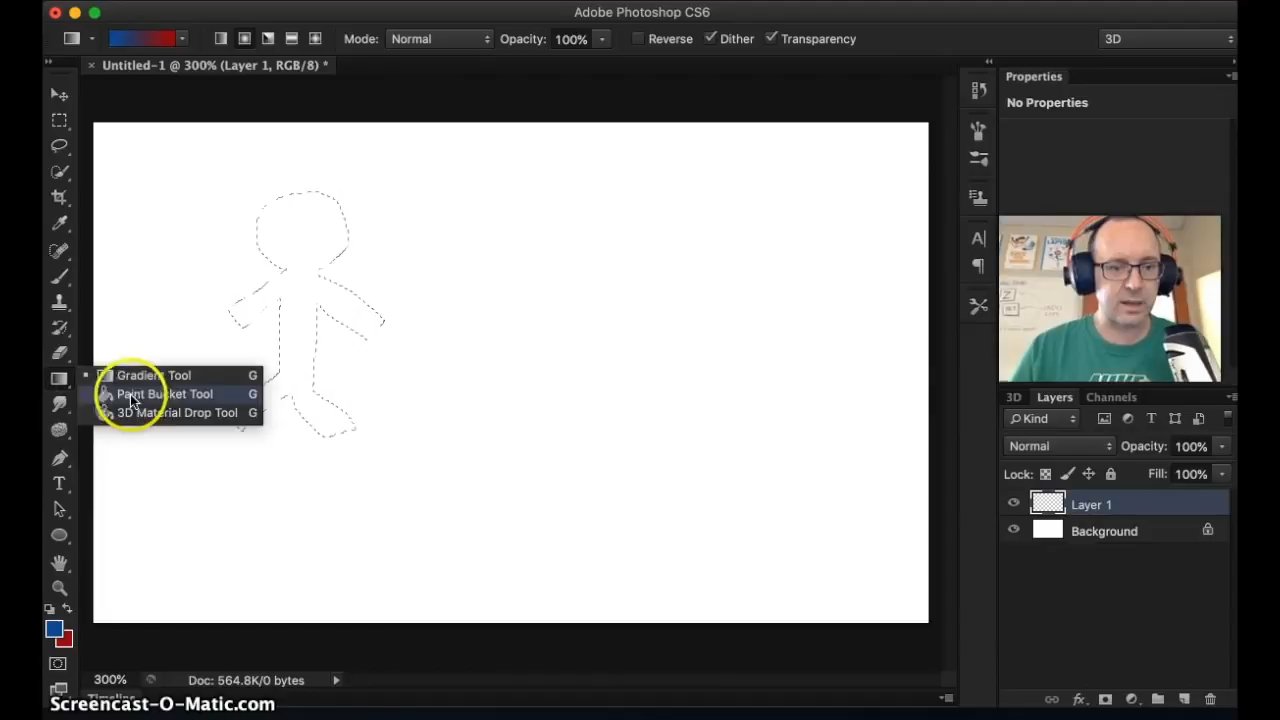 Adobe Photoshop CS6
Mode: Normal Opacity: 100% Reverse Dither Transparency 3D
× Untitled-1 @ 300% (Layer 1, RGB/8) *
Properties
No Properties
Gradient Tool G
Paint Bucket Tool G
3D Material Drop Tool G
3D Layers Channels
Kind
Normal Opacity: 100%
Lock: Fill: 100%
Layer 1
Background
300% Doc: 564.8K/0 bytes
Timeline
Screencast-O-Matic.com